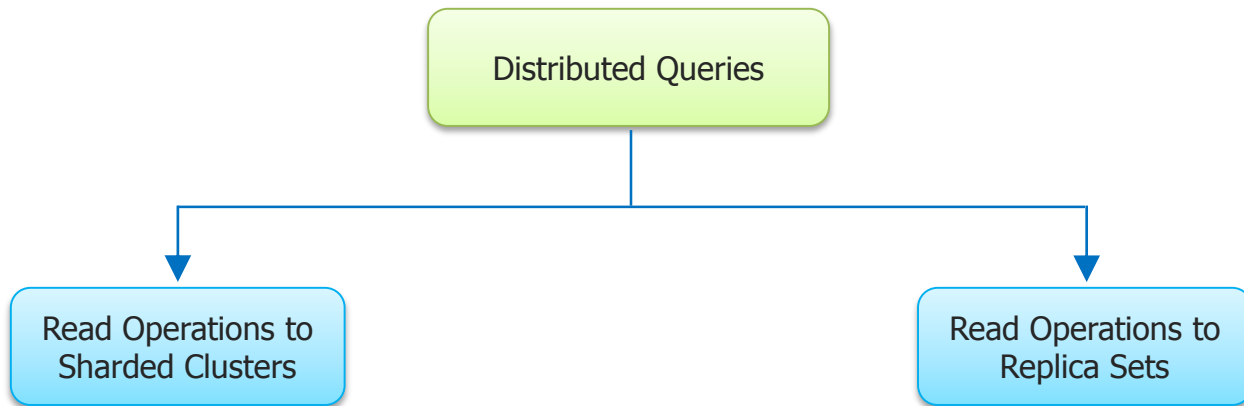 Distributed Queries
Read Operations to
Sharded Clusters
Read Operations to
Replica Sets